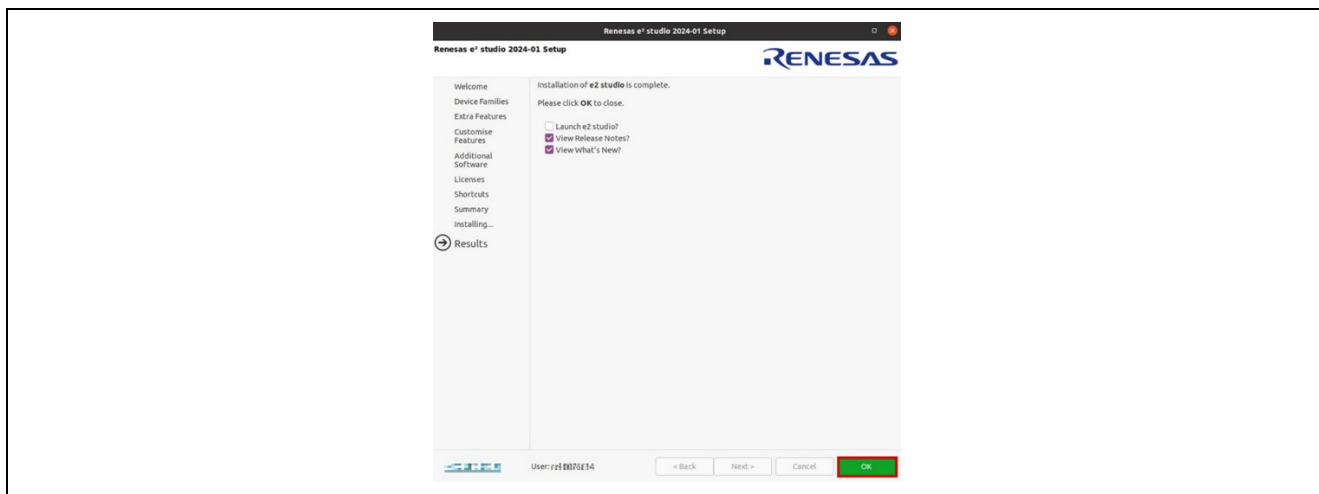 Renesas e² studio 2024-01 Setup
Renesas e² studio 2024-01 Setup
RENESAS
Welcome
Device Families
Extra Features
Customise
Features
Additional
Software
Licenses
Shortcuts
Summary
Installing...
Results
Installation of e2 studio is complete.
Please click OK to close.
Launch e2 studio?
View Release Notes?
View What's New?
User:
< Back
Next >
Cancel
OK